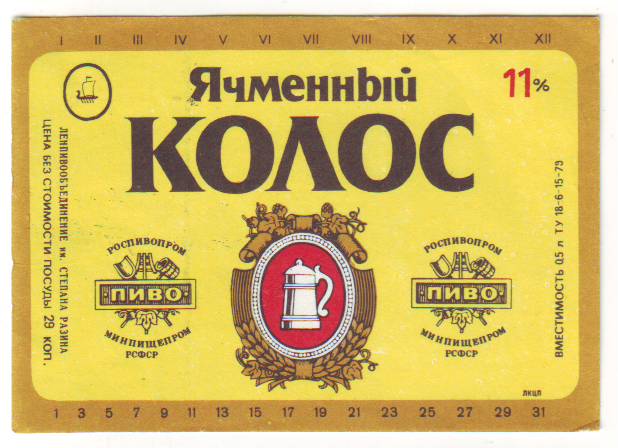 I II III IV V VI VII VIII IX X XI XII
Ячменный
КОЛОС
11%
ЛЕНПИВООБЪЕДИНЕНИЕ им. СТЕПАНА РАЗИНА
ЦЕНА БЕЗ СТОИМОСТИ ПОСУДЫ 29 КОП.
РОСПИВОПРОМ
ПИВО
МИНПИЩЕПРОМ
РСФСР
РОСПИВОПРОМ
ПИВО
МИНПИЩЕПРОМ
РСФСР
ВМЕСТИМОСТЬ 0,5 л ТУ 18-6-15-79
ЛКЦП
1 3 5 7 9 11 13 15 17 19 21 23 25 27 29 31